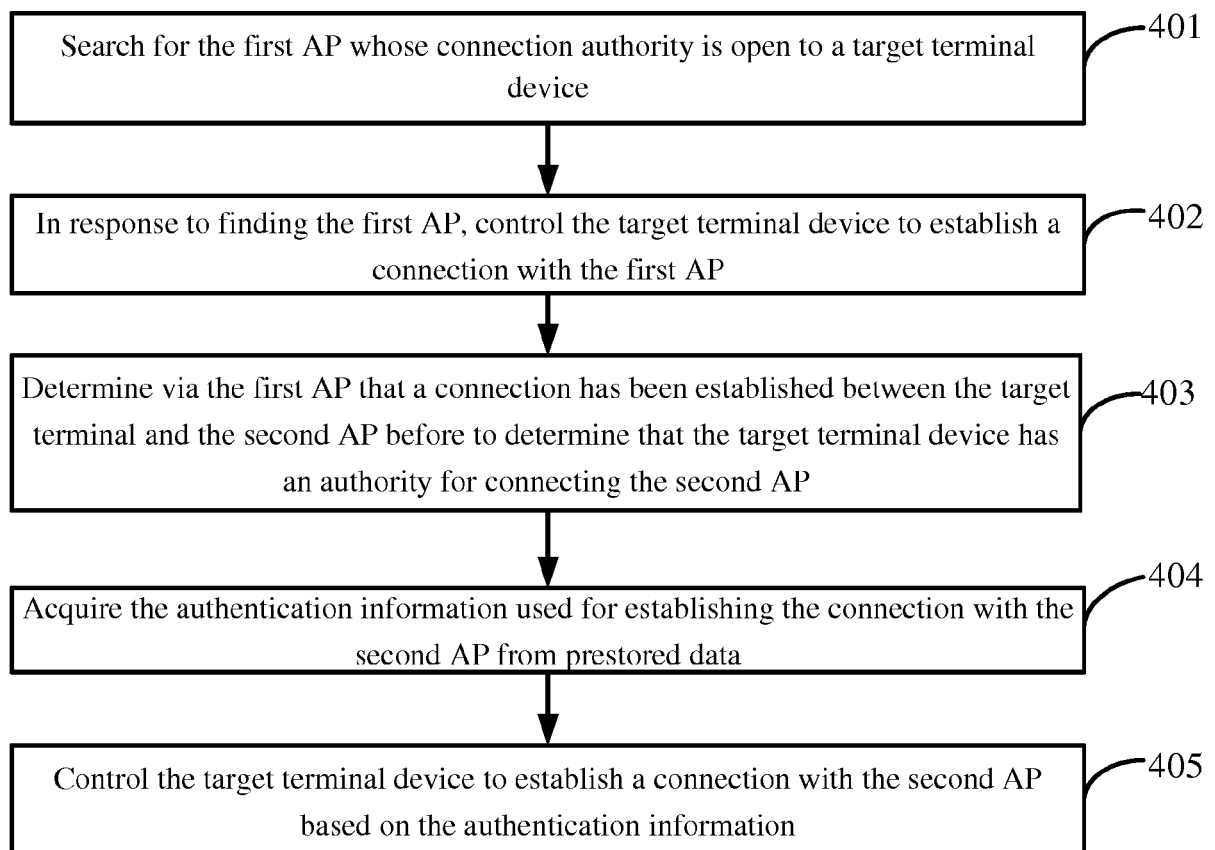 Search for the first AP whose connection authority is open to a target terminal
device
401
In response to finding the first AP, control the target terminal device to establish a
connection with the first AP
402
Determine via the first AP that a connection has been established between the target
terminal and the second AP before to determine that the target terminal device has
an authority for connecting the second AP
403
Acquire the authentication information used for establishing the connection with the
second AP from prestored data
404
Control the target terminal device to establish a connection with the second AP
based on the authentication information
405